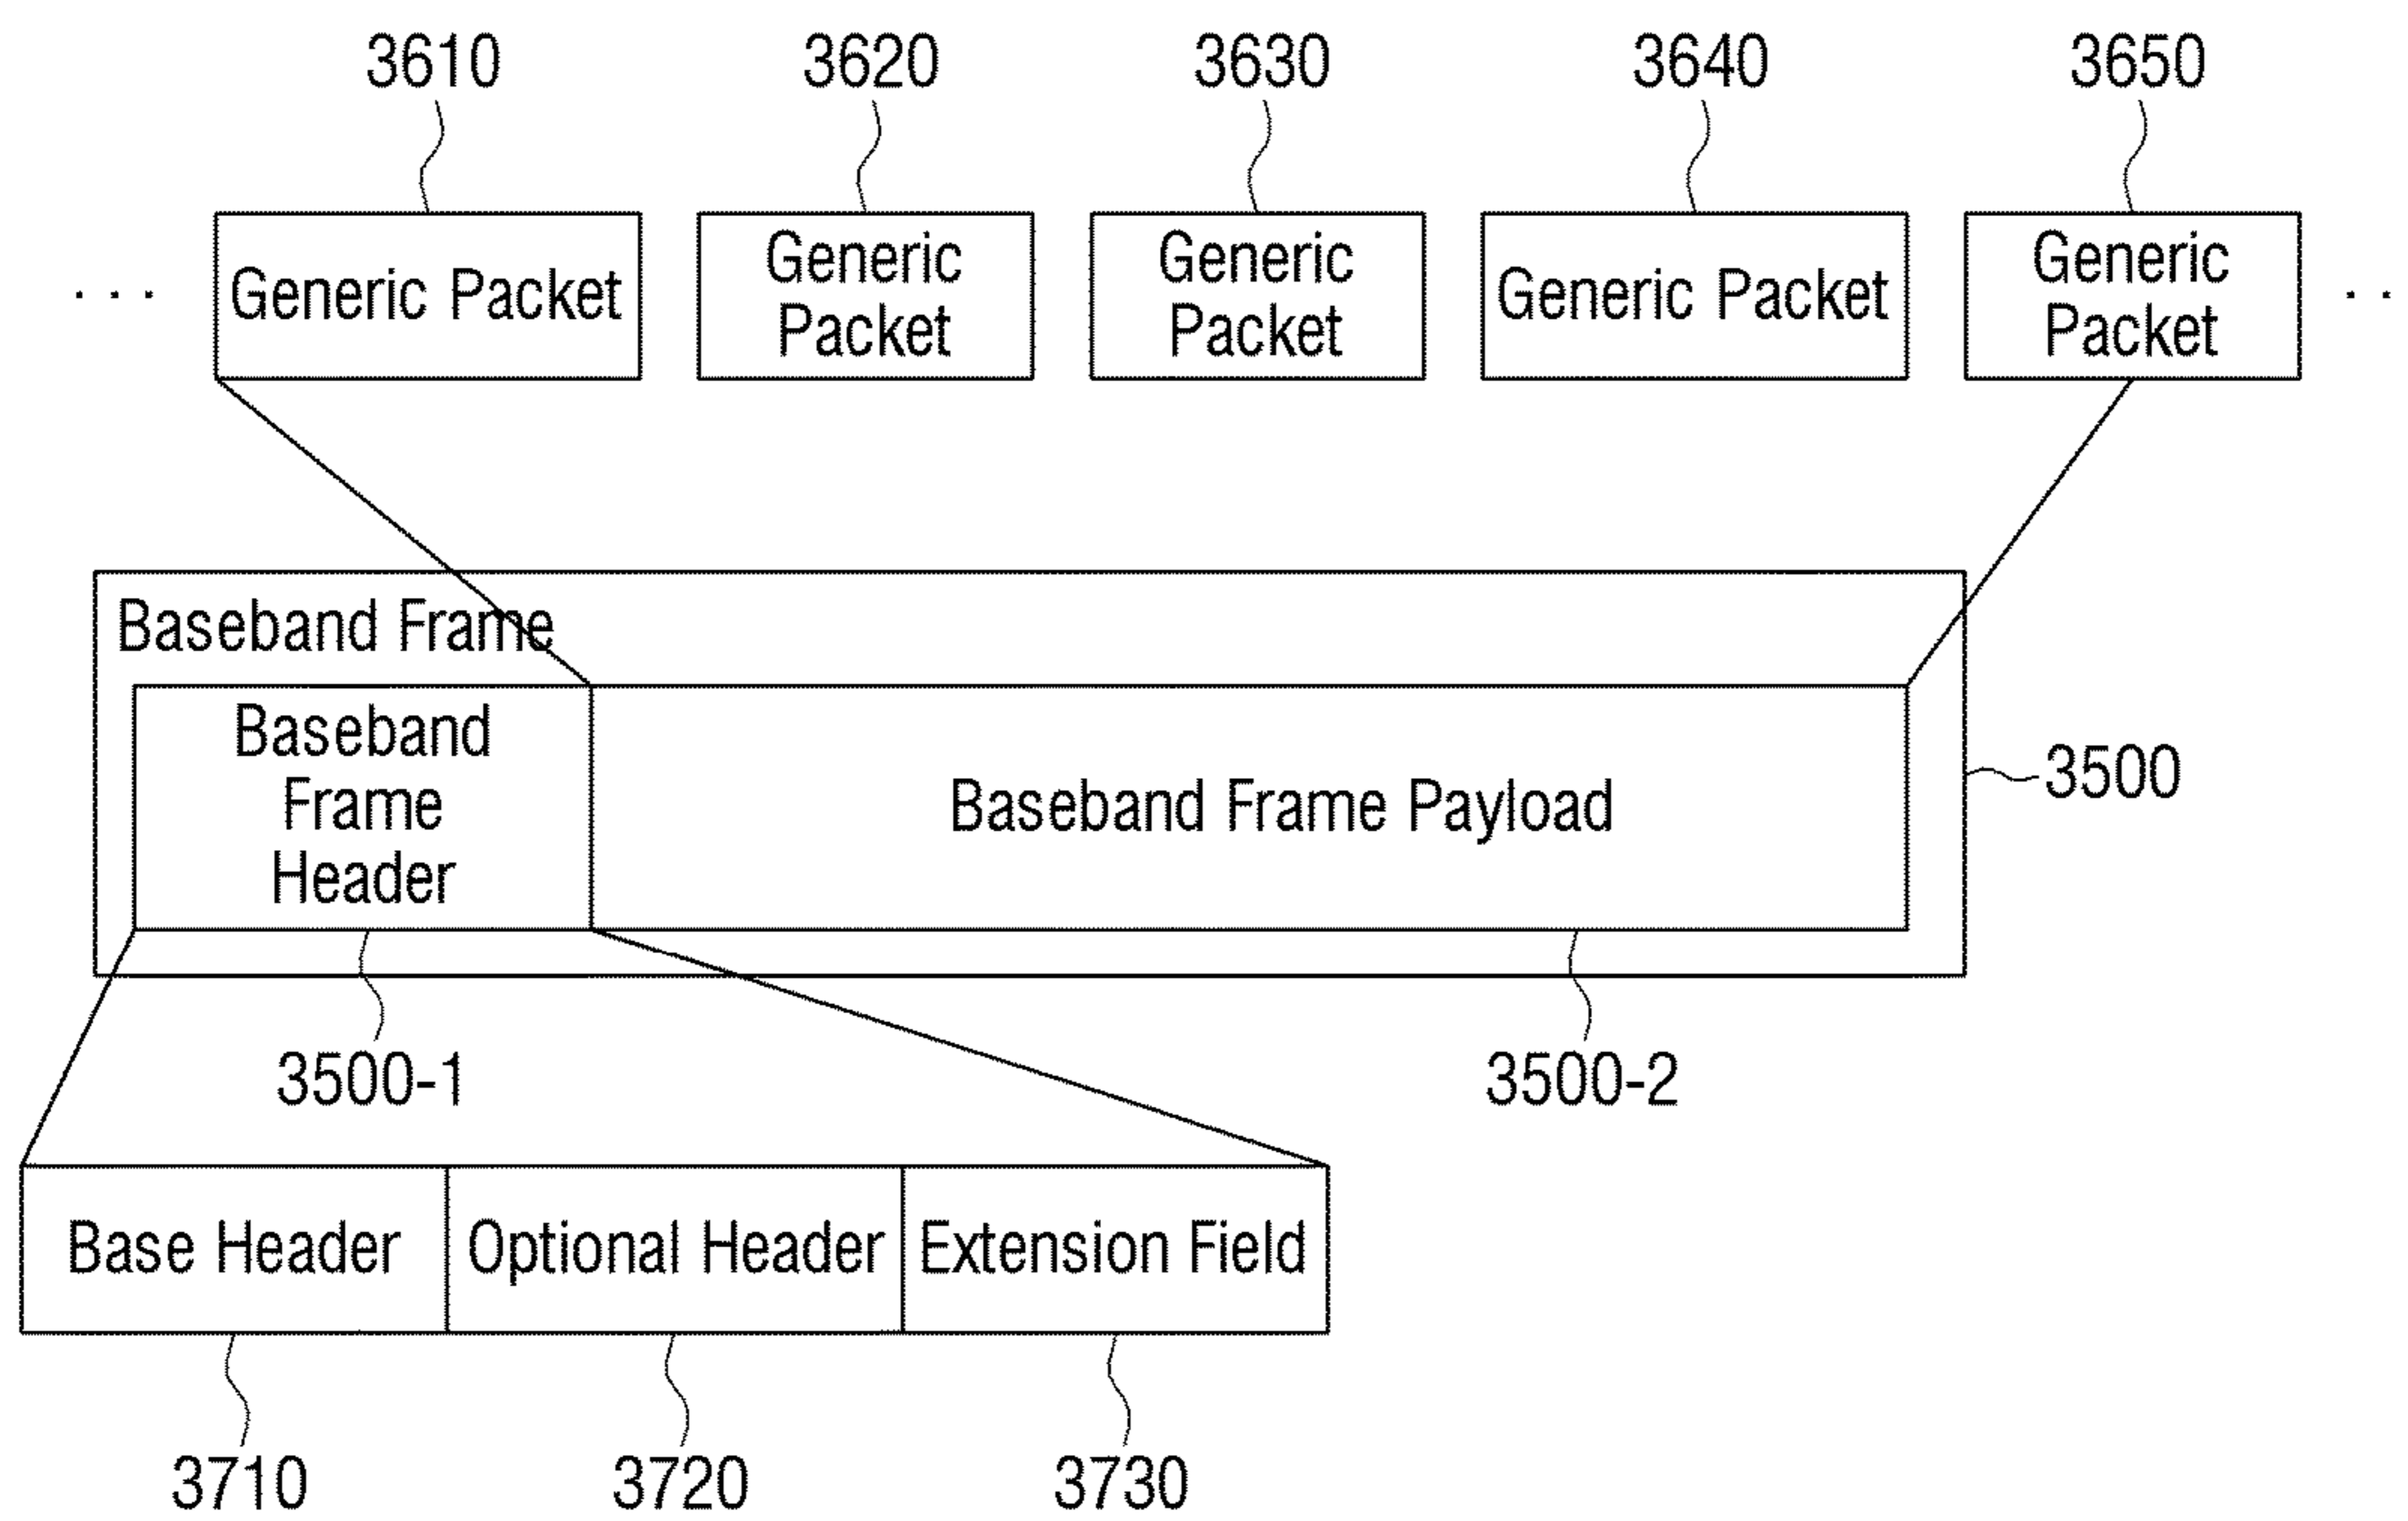 3610 3620 3630 3640 3650
. . . Generic Packet Generic Packet Generic Packet Generic Packet Generic Packet . .
Baseband Frame
Baseband
Frame
Header
Baseband Frame Payload
3500
3500-1 3500-2
Base Header Optional Header Extension Field
3710 3720 3730